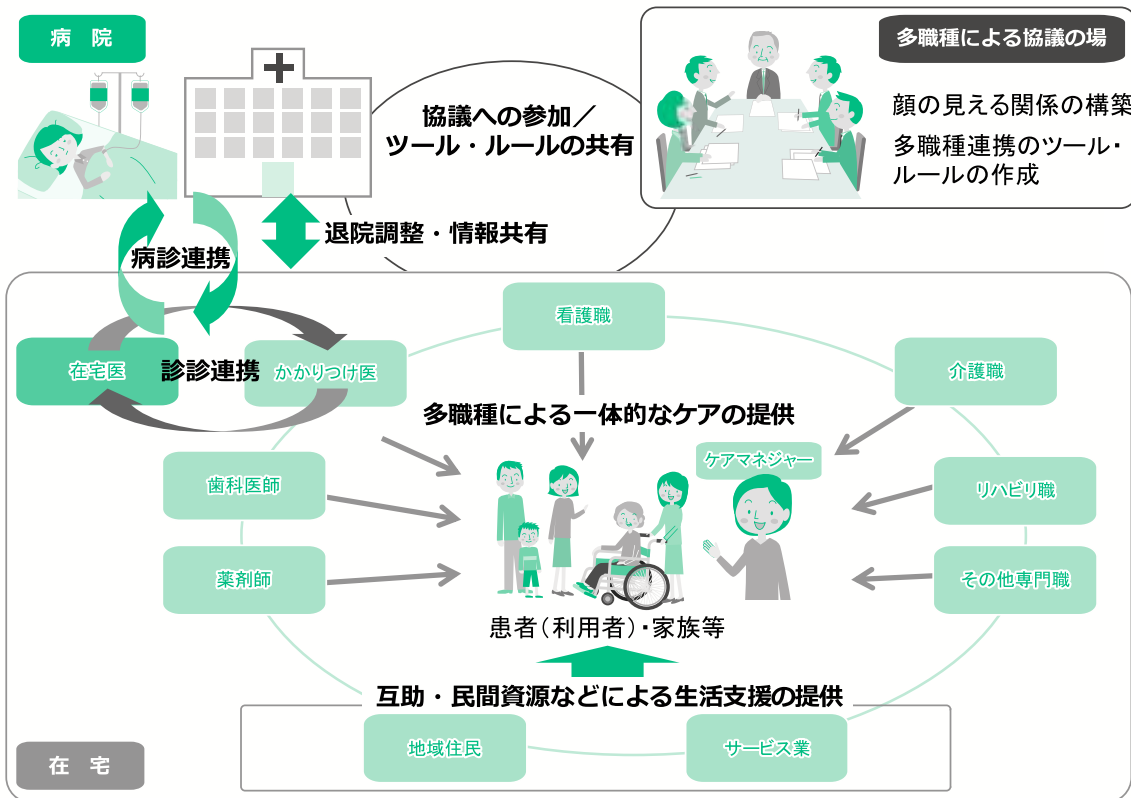 病 院
多職種による協議の場
顔の見える関係の構築
多職種連携のツール・
ルールの作成
協議への参加／
ツール・ルールの共有
退院調整・情報共有
病診連携
看護職
在宅医
診診連携
かかりつけ医
介護職
多職種による一体的なケアの提供
ケアマネジャー
歯科医師
リハビリ職
薬剤師
その他専門職
患者（利用者）・家族等
互助・民間資源などによる生活支援の提供
地域住民
サービス業
在 宅